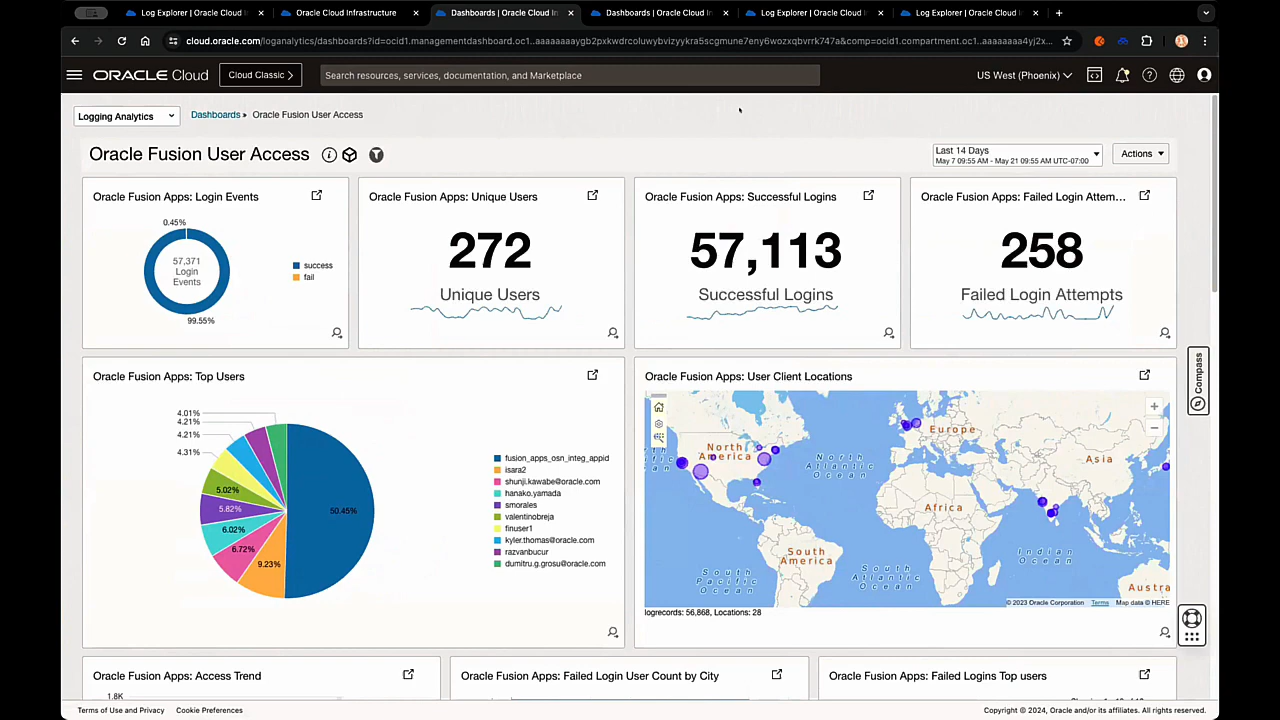 Log Explorer | Oracle Cloud I
Oracle Cloud Infrastructure
Dashboards | Oracle Cloud In
Dashboards | Oracle Cloud In
Log Explorer | Oracle Cloud In
Log Explorer | Oracle Cloud In
cloud.oracle.com/loganalytics/dashboards?id=ocid1.managementdashboard.oc1..
ORACLE Cloud
Cloud Classic
Search resources, services, documentation, and Marketplace
US West (Phoenix)
Logging Analytics
Dashboards » Oracle Fusion User Access
Oracle Fusion User Access
Last 14 Days
May 7 09:55 AM - May 21 09:55 AM UTC-07:00
Actions
Oracle Fusion Apps: Login Events
0.45%
57,371
Login
Events
99.55%
success
fail
Oracle Fusion Apps: Unique Users
272
Unique Users
Oracle Fusion Apps: Successful Logins
57,113
Successful Logins
Oracle Fusion Apps: Failed Login Attem...
258
Failed Login Attempts
Compass
Oracle Fusion Apps: Top Users
4.01%
4.21%
4.21%
4.31%
5.02%
5.82%
6.02%
6.72%
9.23%
50.45%
fusion_apps_osn_integ_appid
isara2
shunji.kawabe@oracle.com
hanako.yamada
smorales
valentinobreja
finuser1
kyler.thomas@oracle.com
razvanbucur
dumitru.g.grosu@oracle.com
Oracle Fusion Apps: User Client Locations
North
America
North
Atlantic
Ocean
Europe
Asia
Africa
South
America
South
Pacific
Ocean
South
Atlantic
Ocean
Indian
Ocean
Austra
© 2023 Oracle Corporation Terms Map data © HERE
logrecords: 56,868, Locations: 28
Oracle Fusion Apps: Access Trend
1.8K
Oracle Fusion Apps: Failed Login User Count by City
Oracle Fusion Apps: Failed Logins Top users
Terms of Use and Privacy
Cookie Preferences
Copyright © 2024, Oracle and/or its affiliates. All rights reserved.